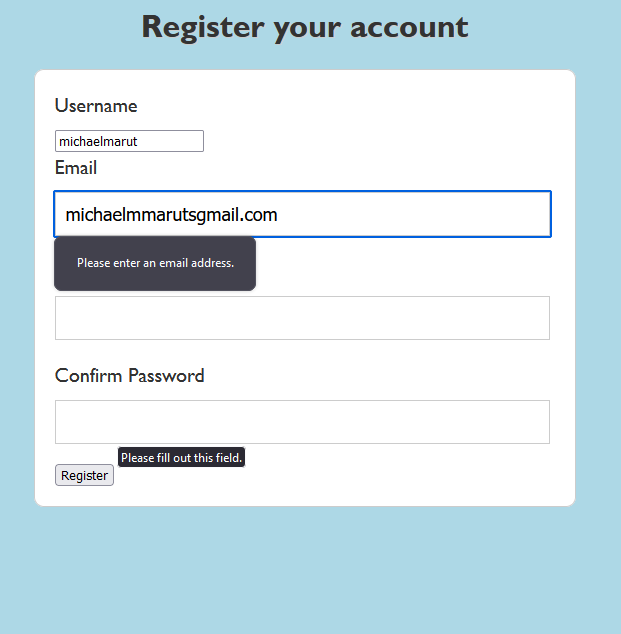 Register your account
Username
michaelmarut
Email
michaelmmarutsgmail.com
Please enter an email address.
Confirm Password
Please fill out this field.
Register